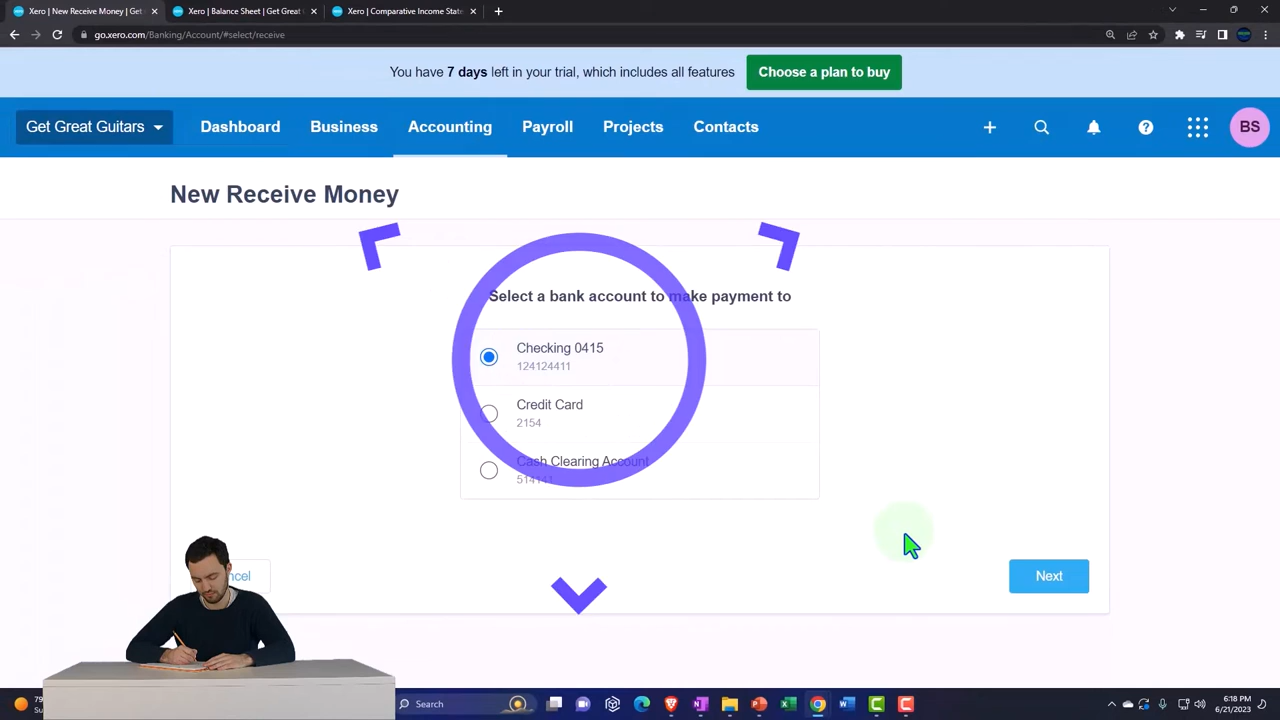 Xero | New Receive Money | Get
Xero | Balance Sheet | Get Great
Xero | Comparative Income State
go.xero.com/Banking/Account/#select/receive
You have 7 days left in your trial, which includes all features
Choose a plan to buy
Get Great Guitars
Dashboard
Business
Accounting
Payroll
Projects
Contacts
BS
New Receive Money
Select a bank account to make payment to
Checking 0415
124124411
Credit Card
2154
Cash Clearing Account
Next
Search
6:18 PM
6/21/2023